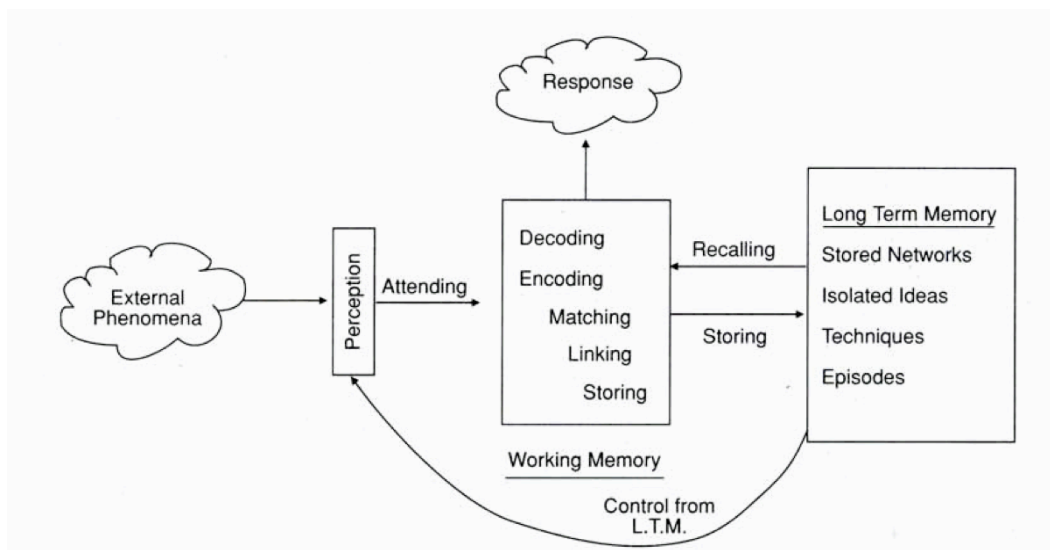 Response
External
Phenomena
Perception
Attending
Decoding
Encoding
Matching
Linking
Storing
Working Memory
Recalling
Storing
Long Term Memory
Stored Networks
Isolated Ideas
Techniques
Episodes
Control from
L.T.M.